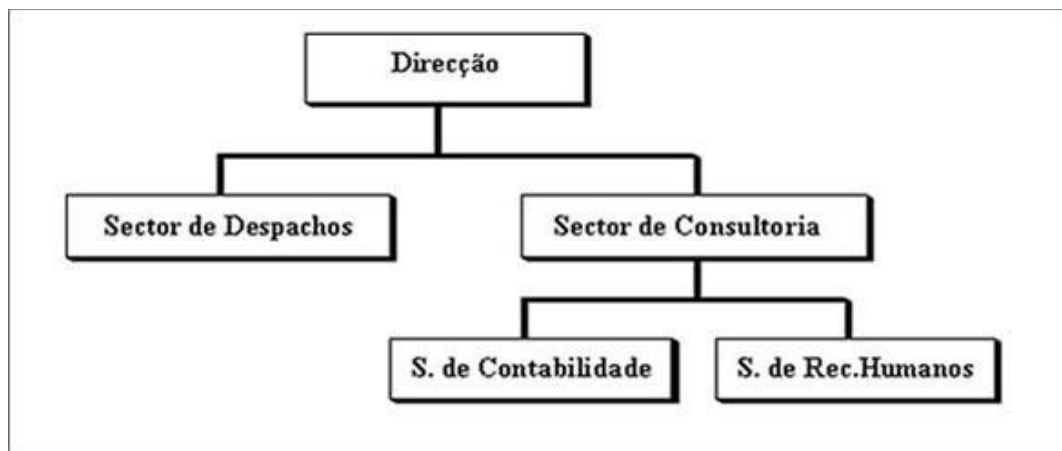 Direcção
Sector de Despachos
Sector de Consultoria
S. de Contabilidade
S. de Rec.Humanos